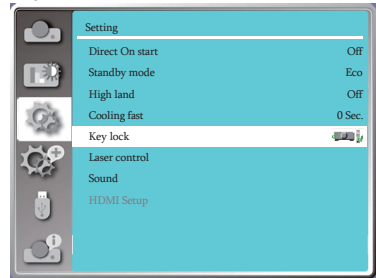 Setting
Direct On start Off
Standby mode Eco
High land Off
Cooling fast 0 Sec.
Key lock
Laser control
Sound
HDMI Setup